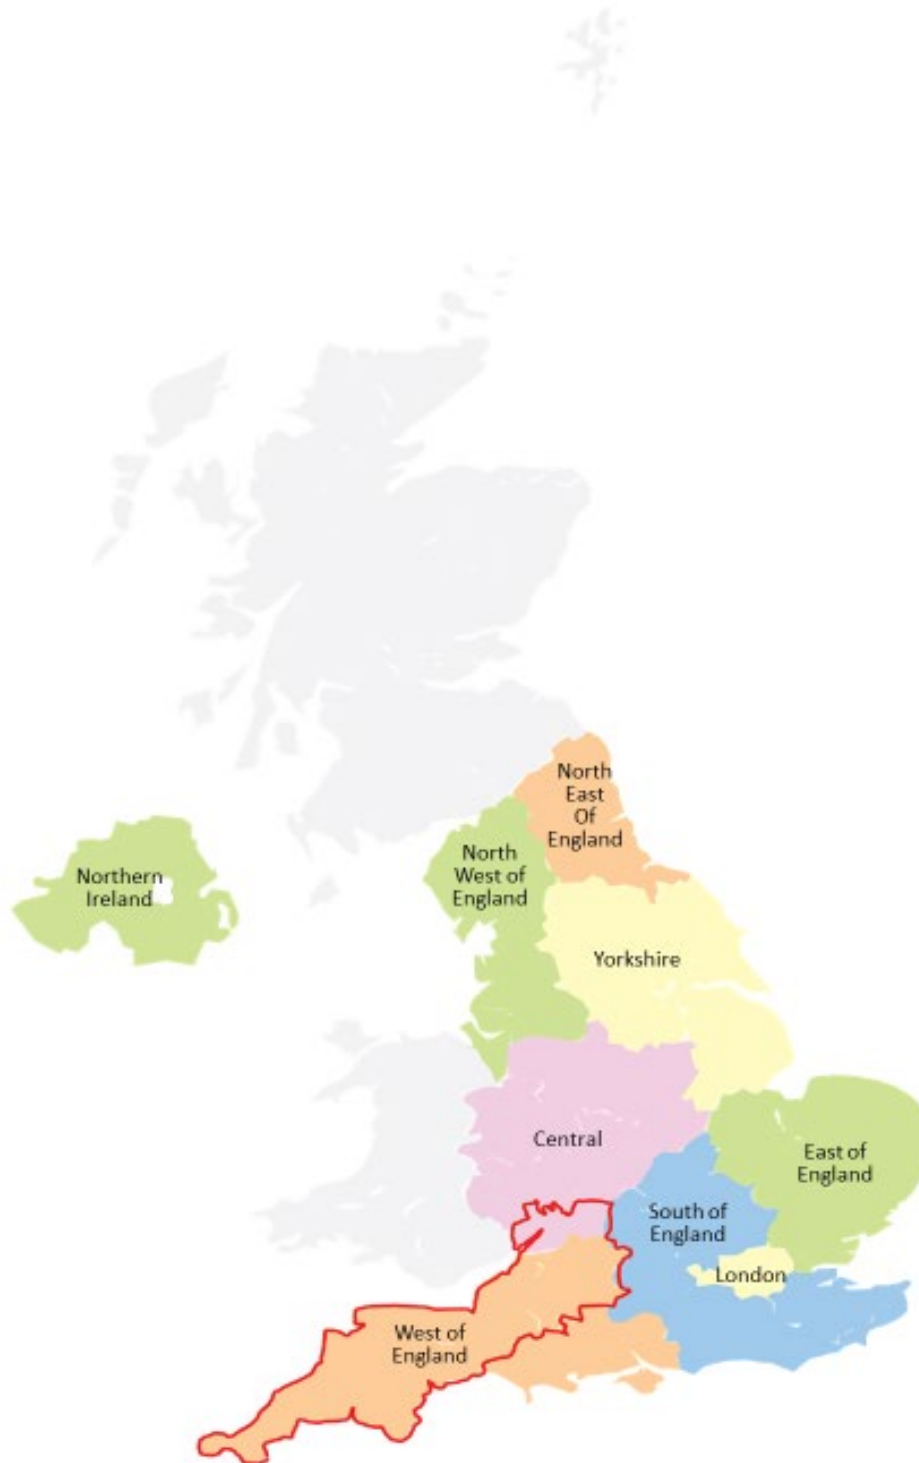 North
East
Of
England
North
West of
England
Northern
Ireland
Yorkshire
Central
East of
England
South of
England
London
West of
England